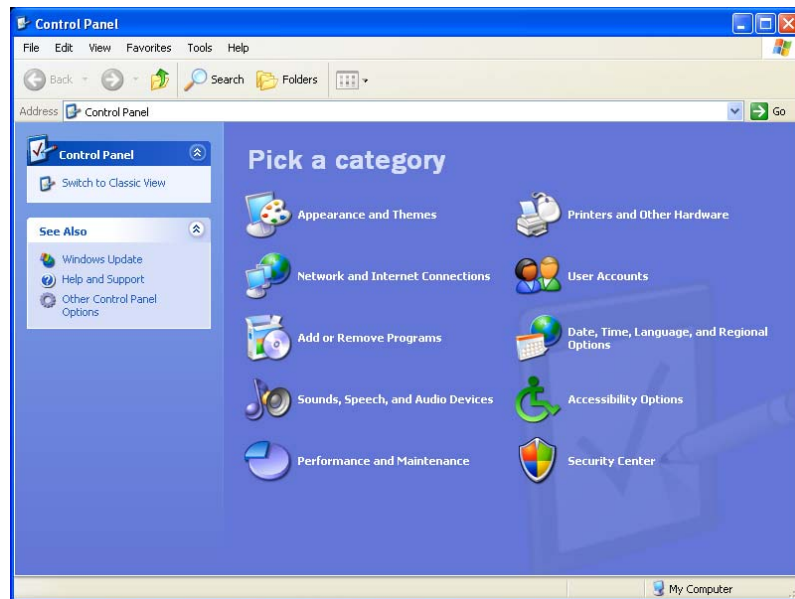 Control Panel
File Edit View Favorites Tools Help
Back Search Folders
Address Control Panel Go
Control Panel
Switch to Classic View
See Also
Windows Update
Help and Support
Other Control Panel
Options
Pick a category
Appearance and Themes
Printers and Other Hardware
Network and Internet Connections
User Accounts
Add or Remove Programs
Date, Time, Language, and Regional
Options
Sounds, Speech, and Audio Devices
Accessibility Options
Performance and Maintenance
Security Center
My Computer